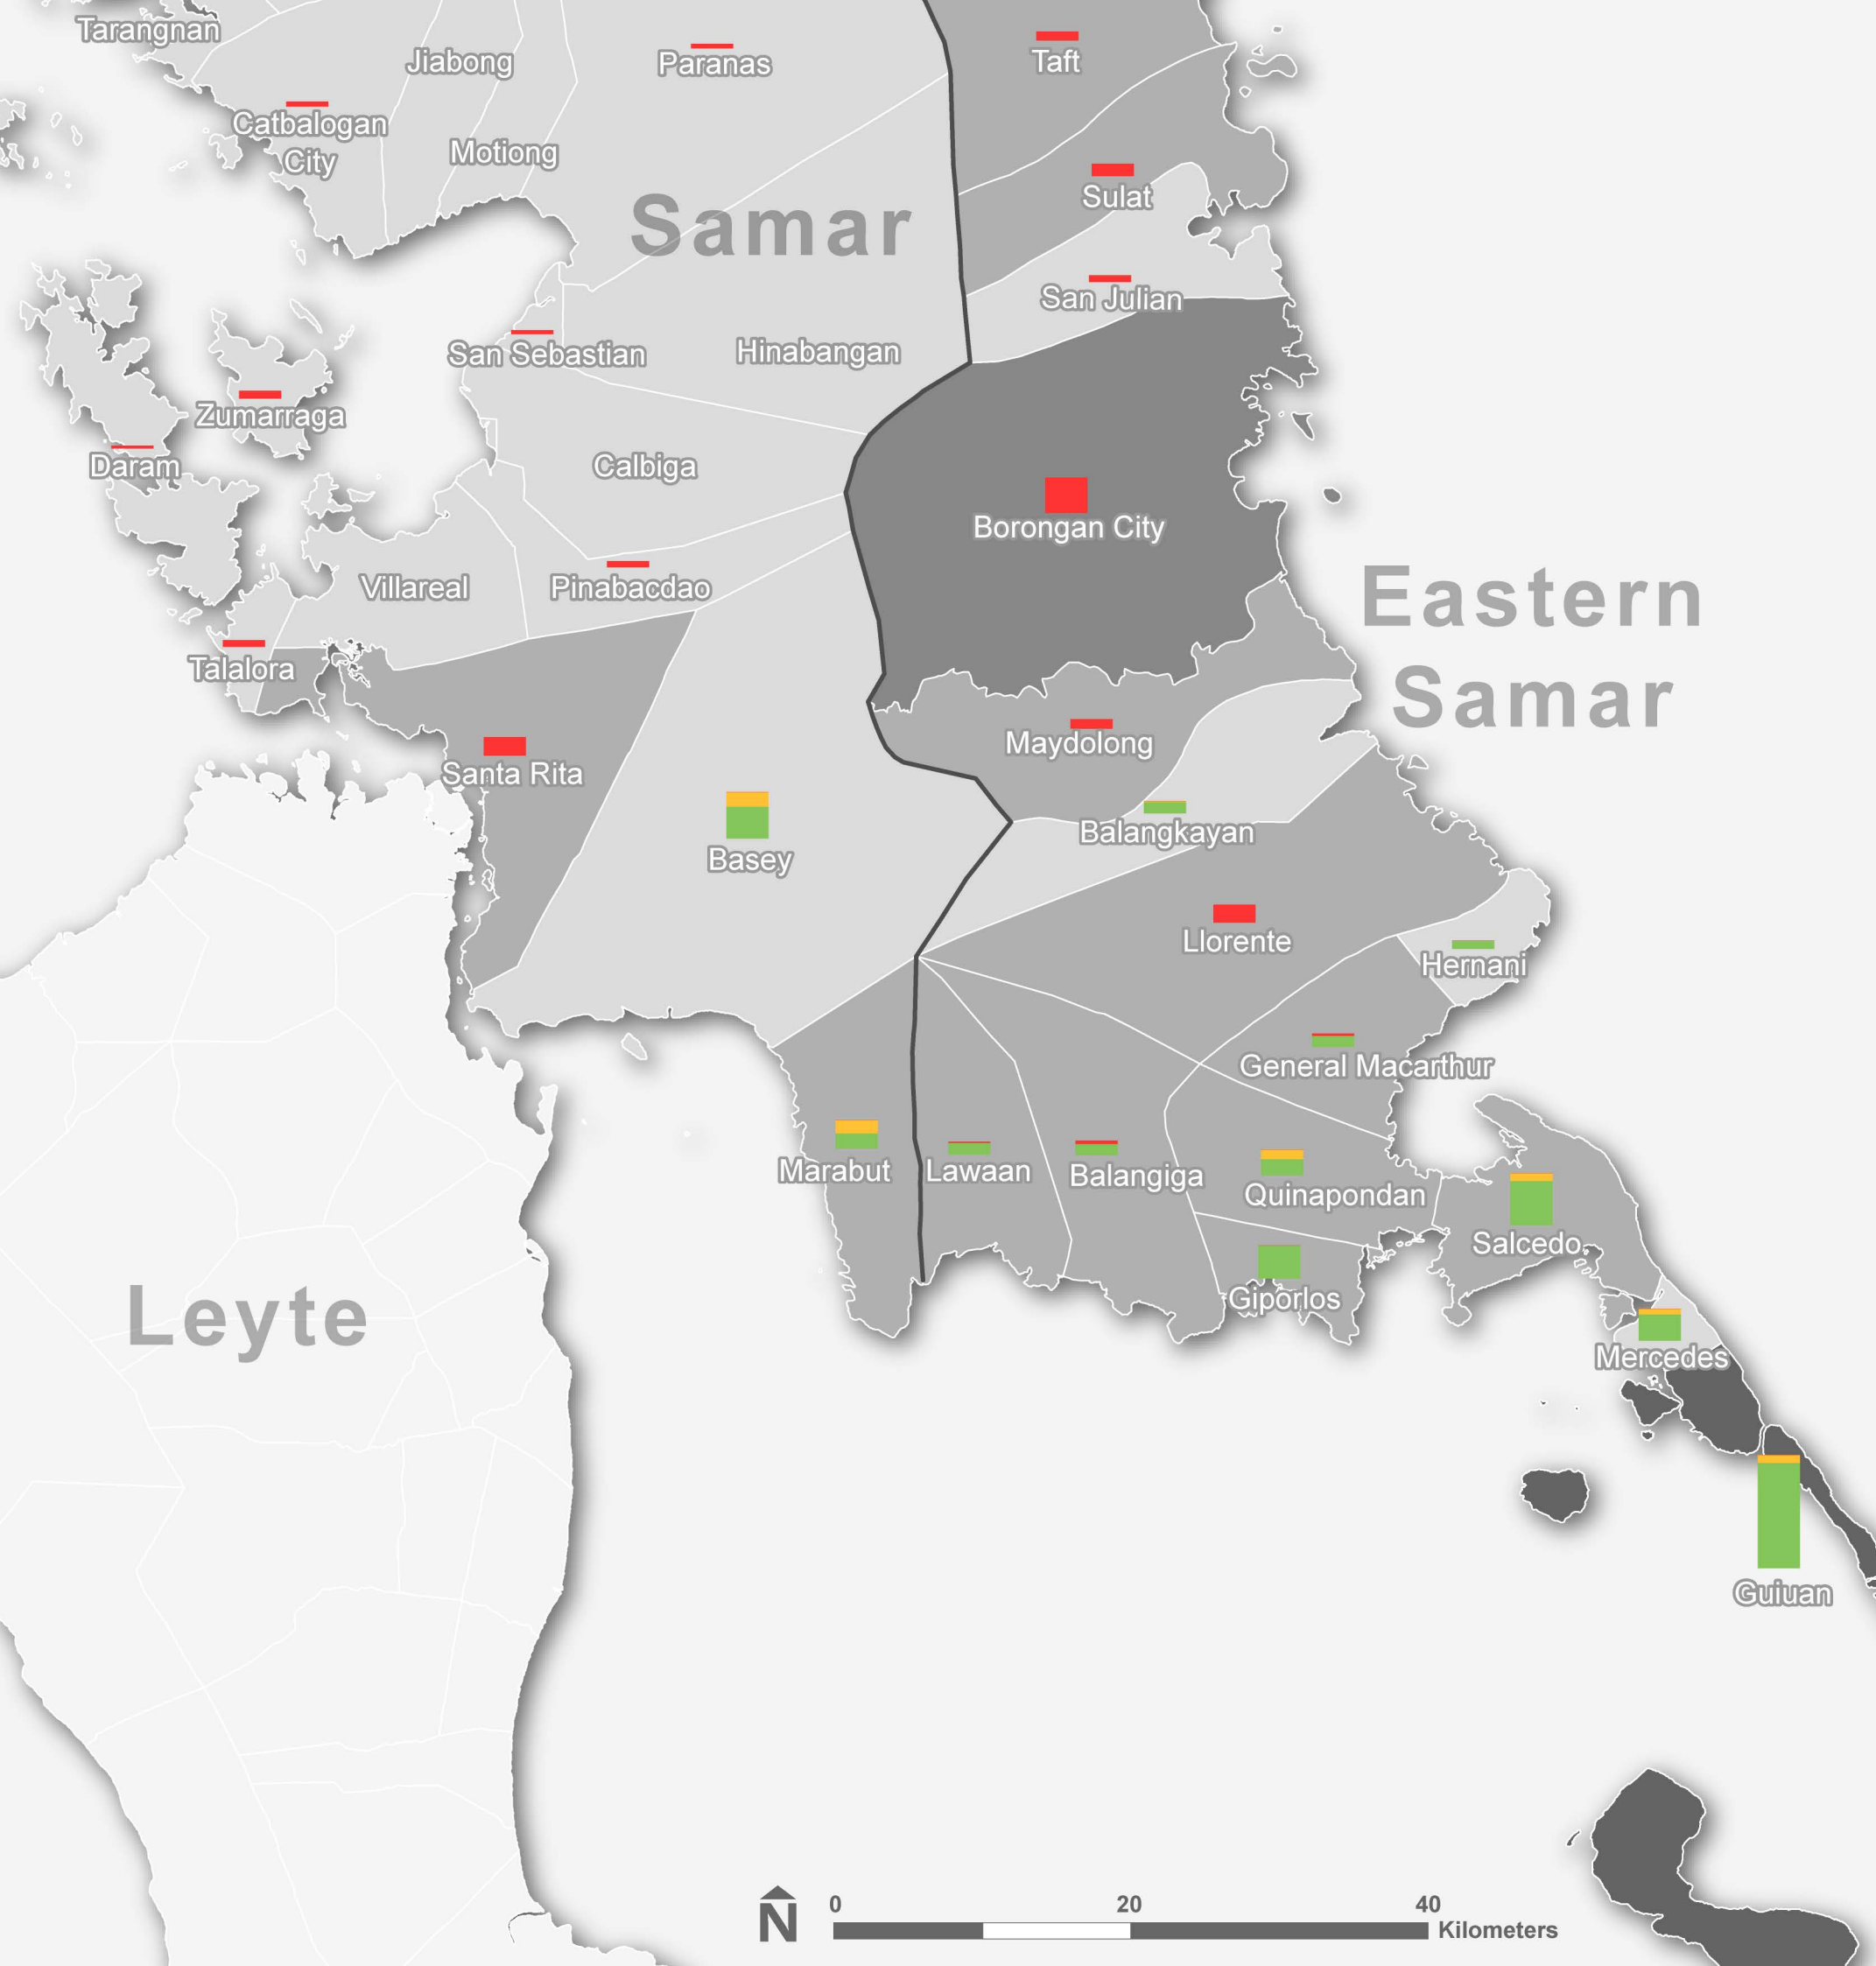 Tarangnan
Jiabong
Paranas
Taft
Catbalogan
City
Motiong
Sulat
Samar
San Julian
San Sebastian
Hinabangan
Zumarraga
Daram
Calbiga
Borongan City
Villareal
Pinabacdao
Eastern
Samar
Talalora
Santa Rita
Maydolong
Basey
Balangkayan
Llorente
Hernani
General Macarthur
Marabut
Lawaan
Balangiga
Quinapondan
Salcedo
Giporlos
Leyte
Mercedes
Guiuan
N
0 20 40
Kilometers